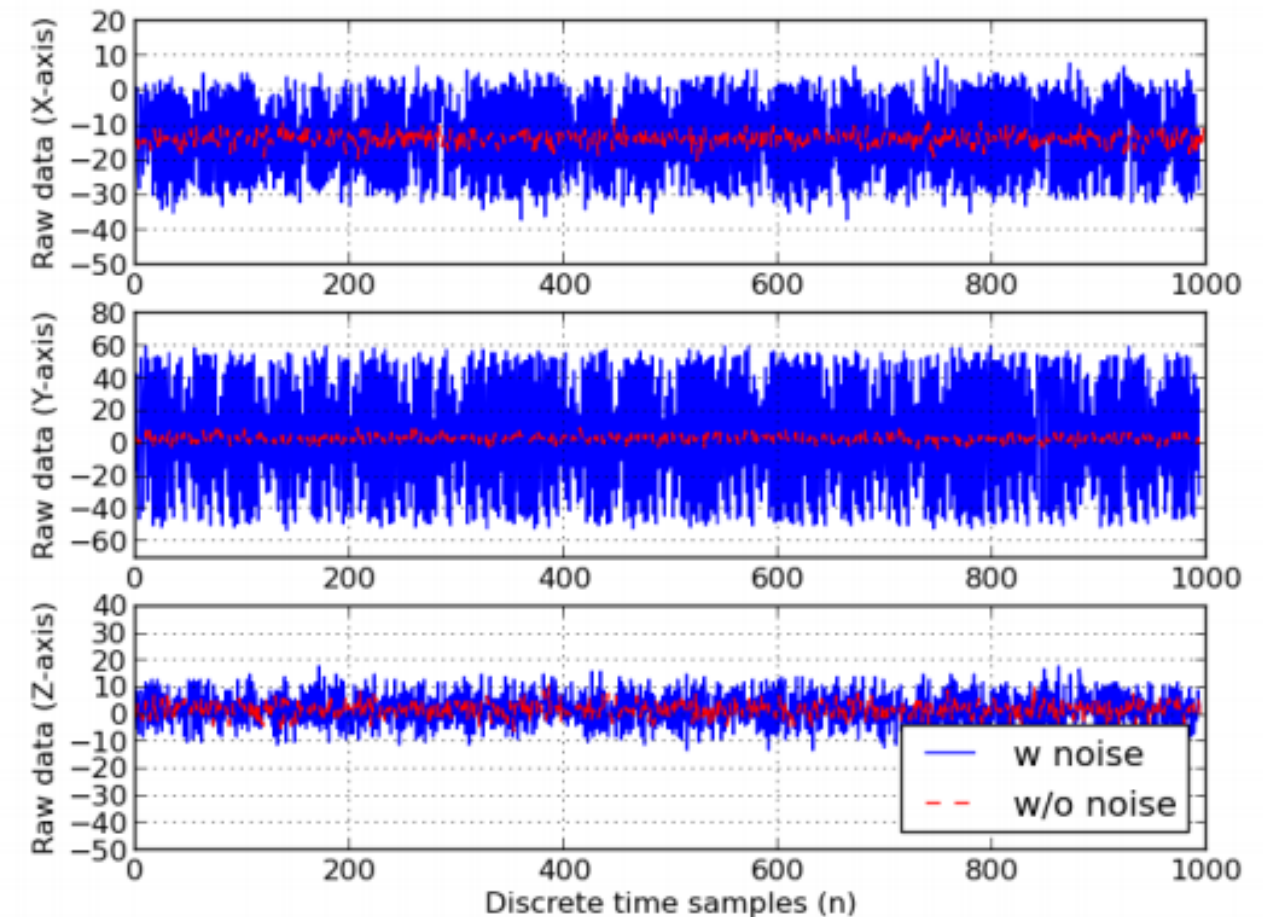 Raw data (X-axis)
20
10
0
−10
−20
−30
−40
−50
0 200 400 600 800 1000
Raw data (Y-axis)
80
60
40
20
0
−20
−40
−60
0 200 400 600 800 1000
Raw data (Z-axis)
40
30
20
10
0
−10
−20
−30
−40
−50
w noise
w/o noise
0 200 400 600 800 1000
Discrete time samples (n)